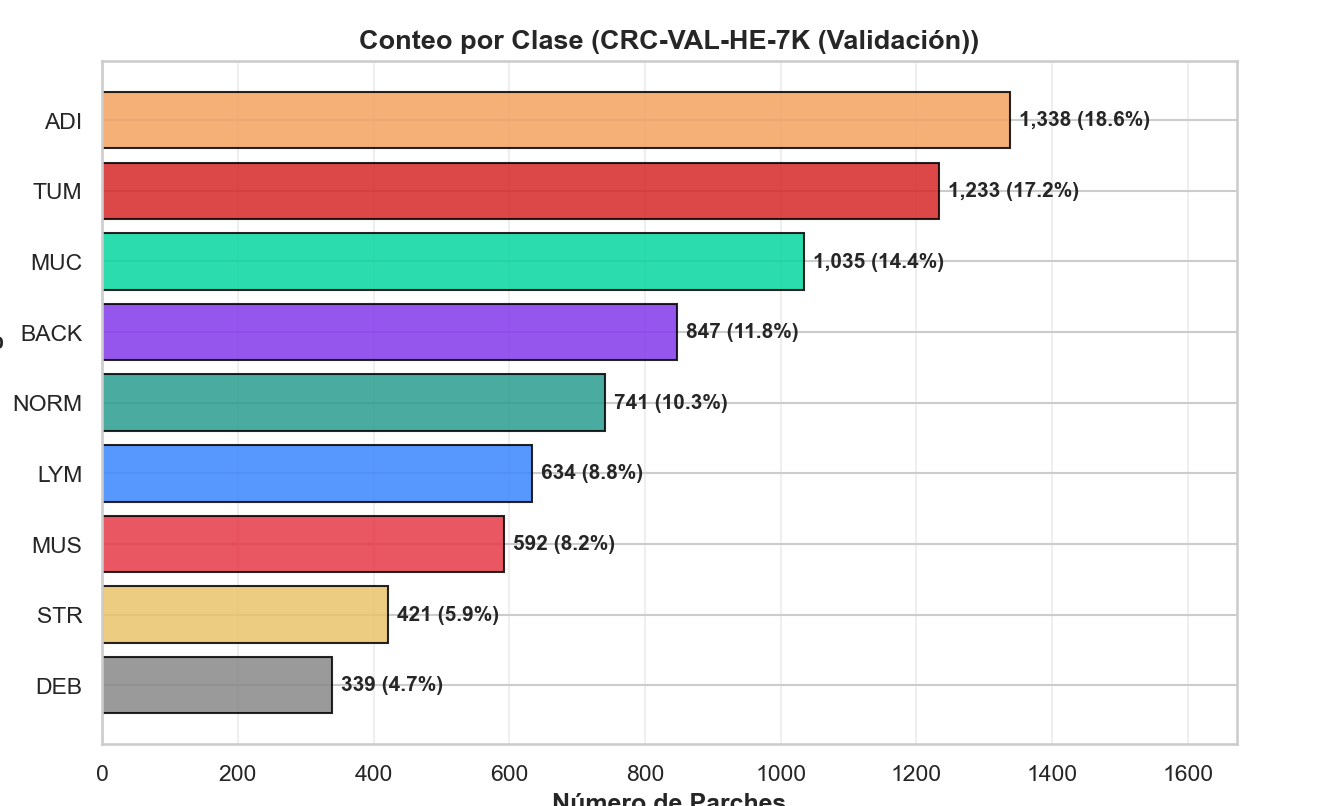 Conteo por Clase (CRC-VAL-HE-7K (Validación))
ADI 1,338 (18.6%)
TUM 1,233 (17.2%)
MUC 1,035 (14.4%)
BACK 847 (11.8%)
NORM 741 (10.3%)
LYM 634 (8.8%)
MUS 592 (8.2%)
STR 421 (5.9%)
DEB 339 (4.7%)
0 200 400 600 800 1000 1200 1400 1600
Número de Parches